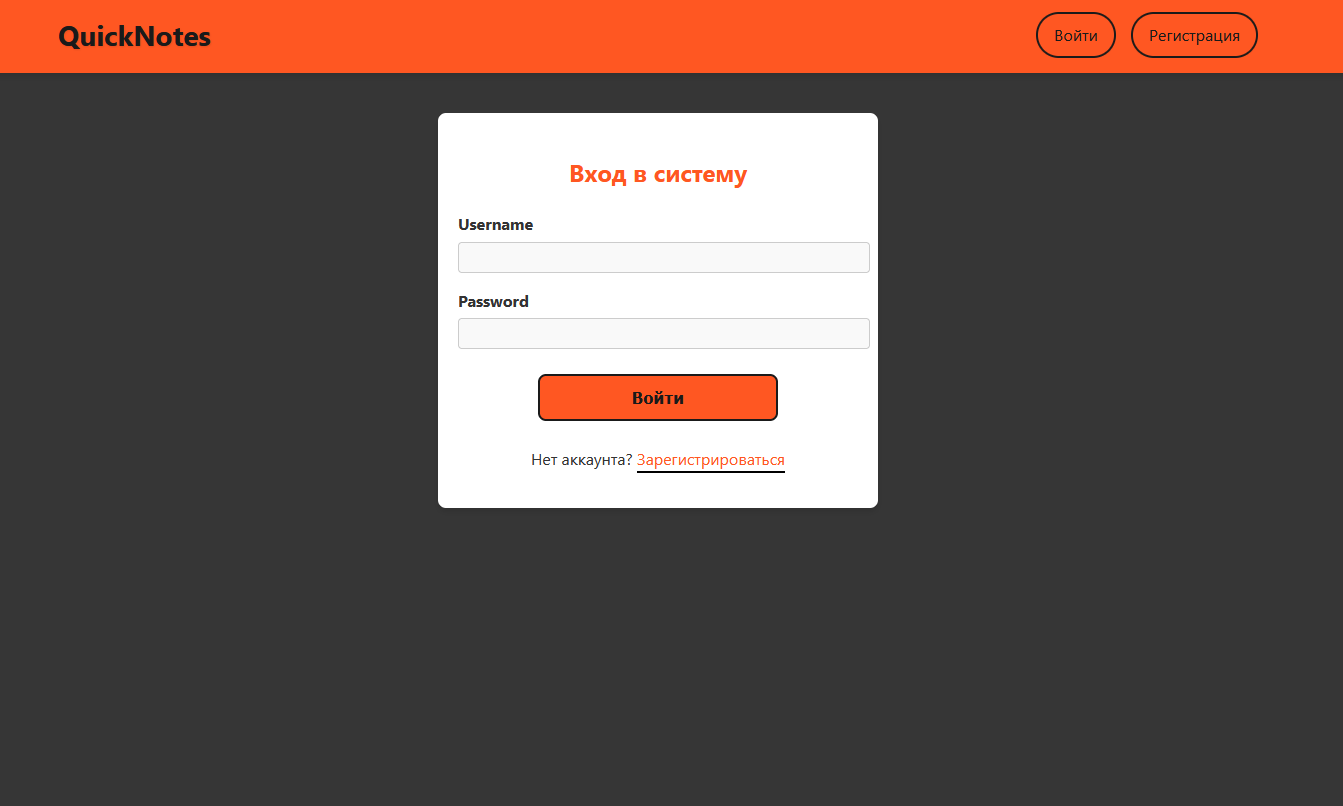 QuickNotes
Войти
Регистрация
Вход в систему
Username
Password
Войти
Нет аккаунта? Зарегистрироваться